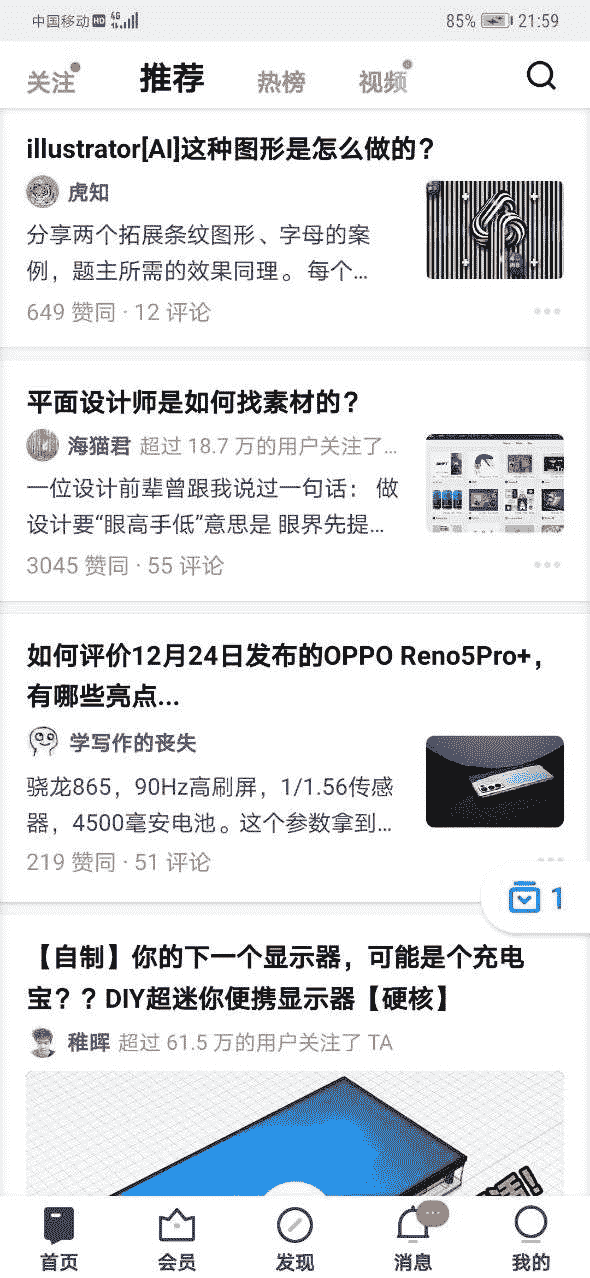 中国移动 HD 4G 85% 21:59
关注 推荐 热榜 视频
illustrator[AI]这种图形是怎么做的？
虎知
分享两个拓展条纹图形、字母的案
例，题主所需的效果同理。每个...
649 赞同 · 12 评论
平面设计师是如何找素材的？
海猫君 超过 18.7 万的用户关注了...
一位设计前辈曾跟我说过一句话： 做
设计要“眼高手低”意思是 眼界先提...
3045 赞同 · 55 评论
如何评价12月24日发布的OPPO Reno5Pro+，
有哪些亮点...
学写作的丧失
骁龙865，90Hz高刷屏，1/1.56传感
器，4500毫安电池。这个参数拿到...
219 赞同 · 51 评论
1
【自制】你的下一个显示器，可能是个充电
宝？？DIY超迷你便携显示器【硬核】
稚晖 超过 61.5 万的用户关注了 TA
首页 会员 发现 消息 我的